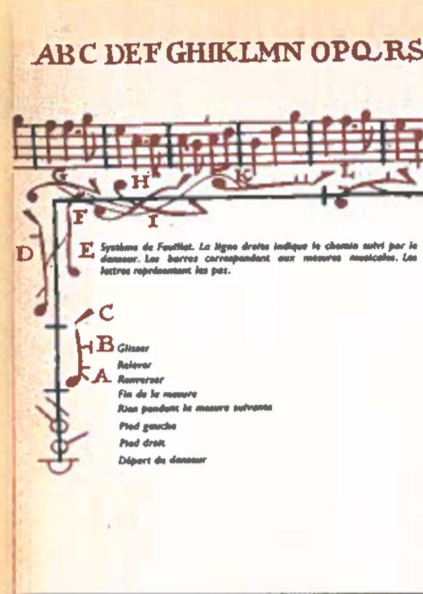 ABC DEF GHIKLMN OPQRS
G H K L
F I
D E
Système de Feuillet. La ligne droite indique le chemin suivi par le
danseur. Les barres correspondent aux mesures musicales. Les
lettres représentent les pas.
C
B Glisser
Relever
A Renverser
Fin de la mesure
Rien pendant la mesure suivante
Pied gauche
Pied droit
Départ du danseur